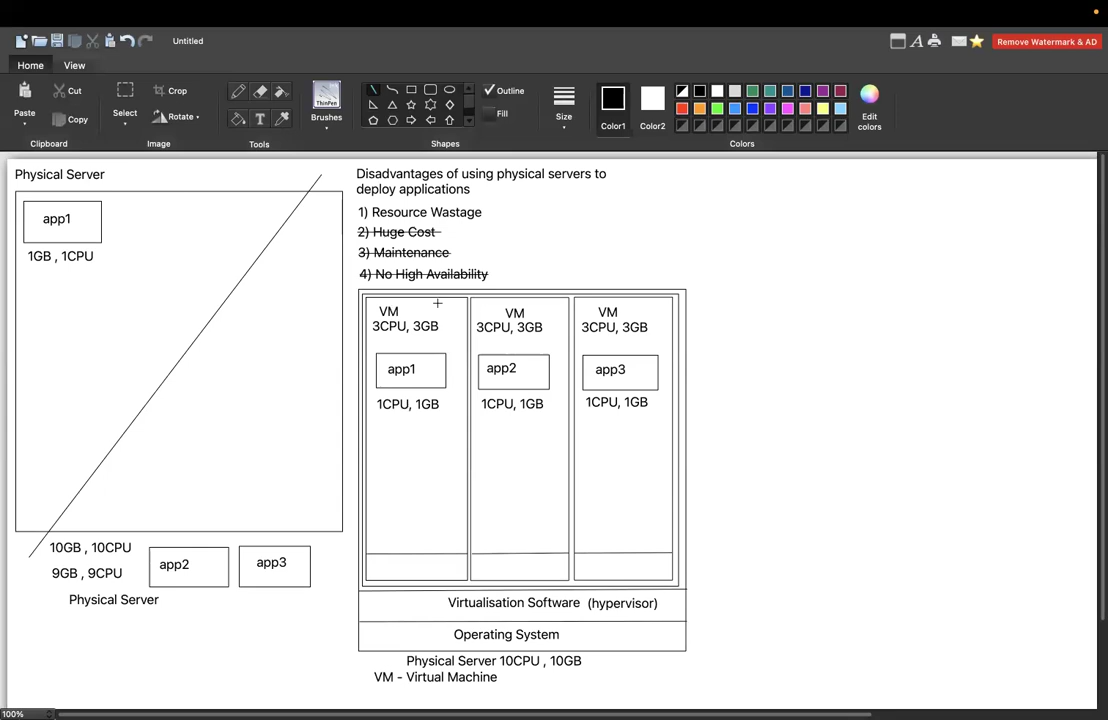 Untitled
Remove Watermark & AD
Home
View
Paste
Cut
Copy
Clipboard
Select
Crop
Rotate
Image
Tools
ThinPen
Brushes
Shapes
Outline
Fill
Size
Color1
Color2
Edit
colors
Colors
Physical Server
app1
1GB , 1CPU
10GB , 10CPU
9GB , 9CPU
app2
app3
Physical Server
Disadvantages of using physical servers to
deploy applications
1) Resource Wastage
2) Huge Cost
3) Maintenance
4) No High Availability
VM
3CPU, 3GB
app1
1CPU, 1GB
VM
3CPU, 3GB
app2
1CPU, 1GB
VM
3CPU, 3GB
app3
1CPU, 1GB
Virtualisation Software (hypervisor)
Operating System
Physical Server 10CPU , 10GB
VM - Virtual Machine
100%